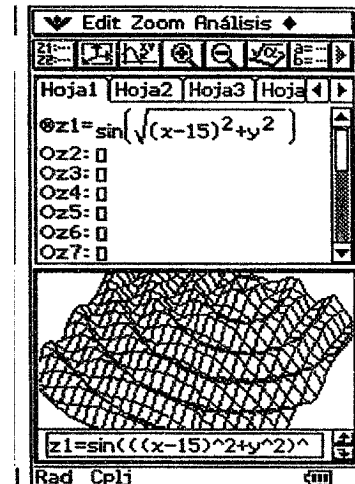 Edit Zoom Análisis ◆
Hoja1 Hoja2 Hoja3 Hoja
z1=sin(√((x-15)²+y²))
z2:▯
z3:▯
z4:▯
z5:▯
z6:▯
z7:▯
z1=sin(((x-15)^2+y^2)^
Rad Cplj